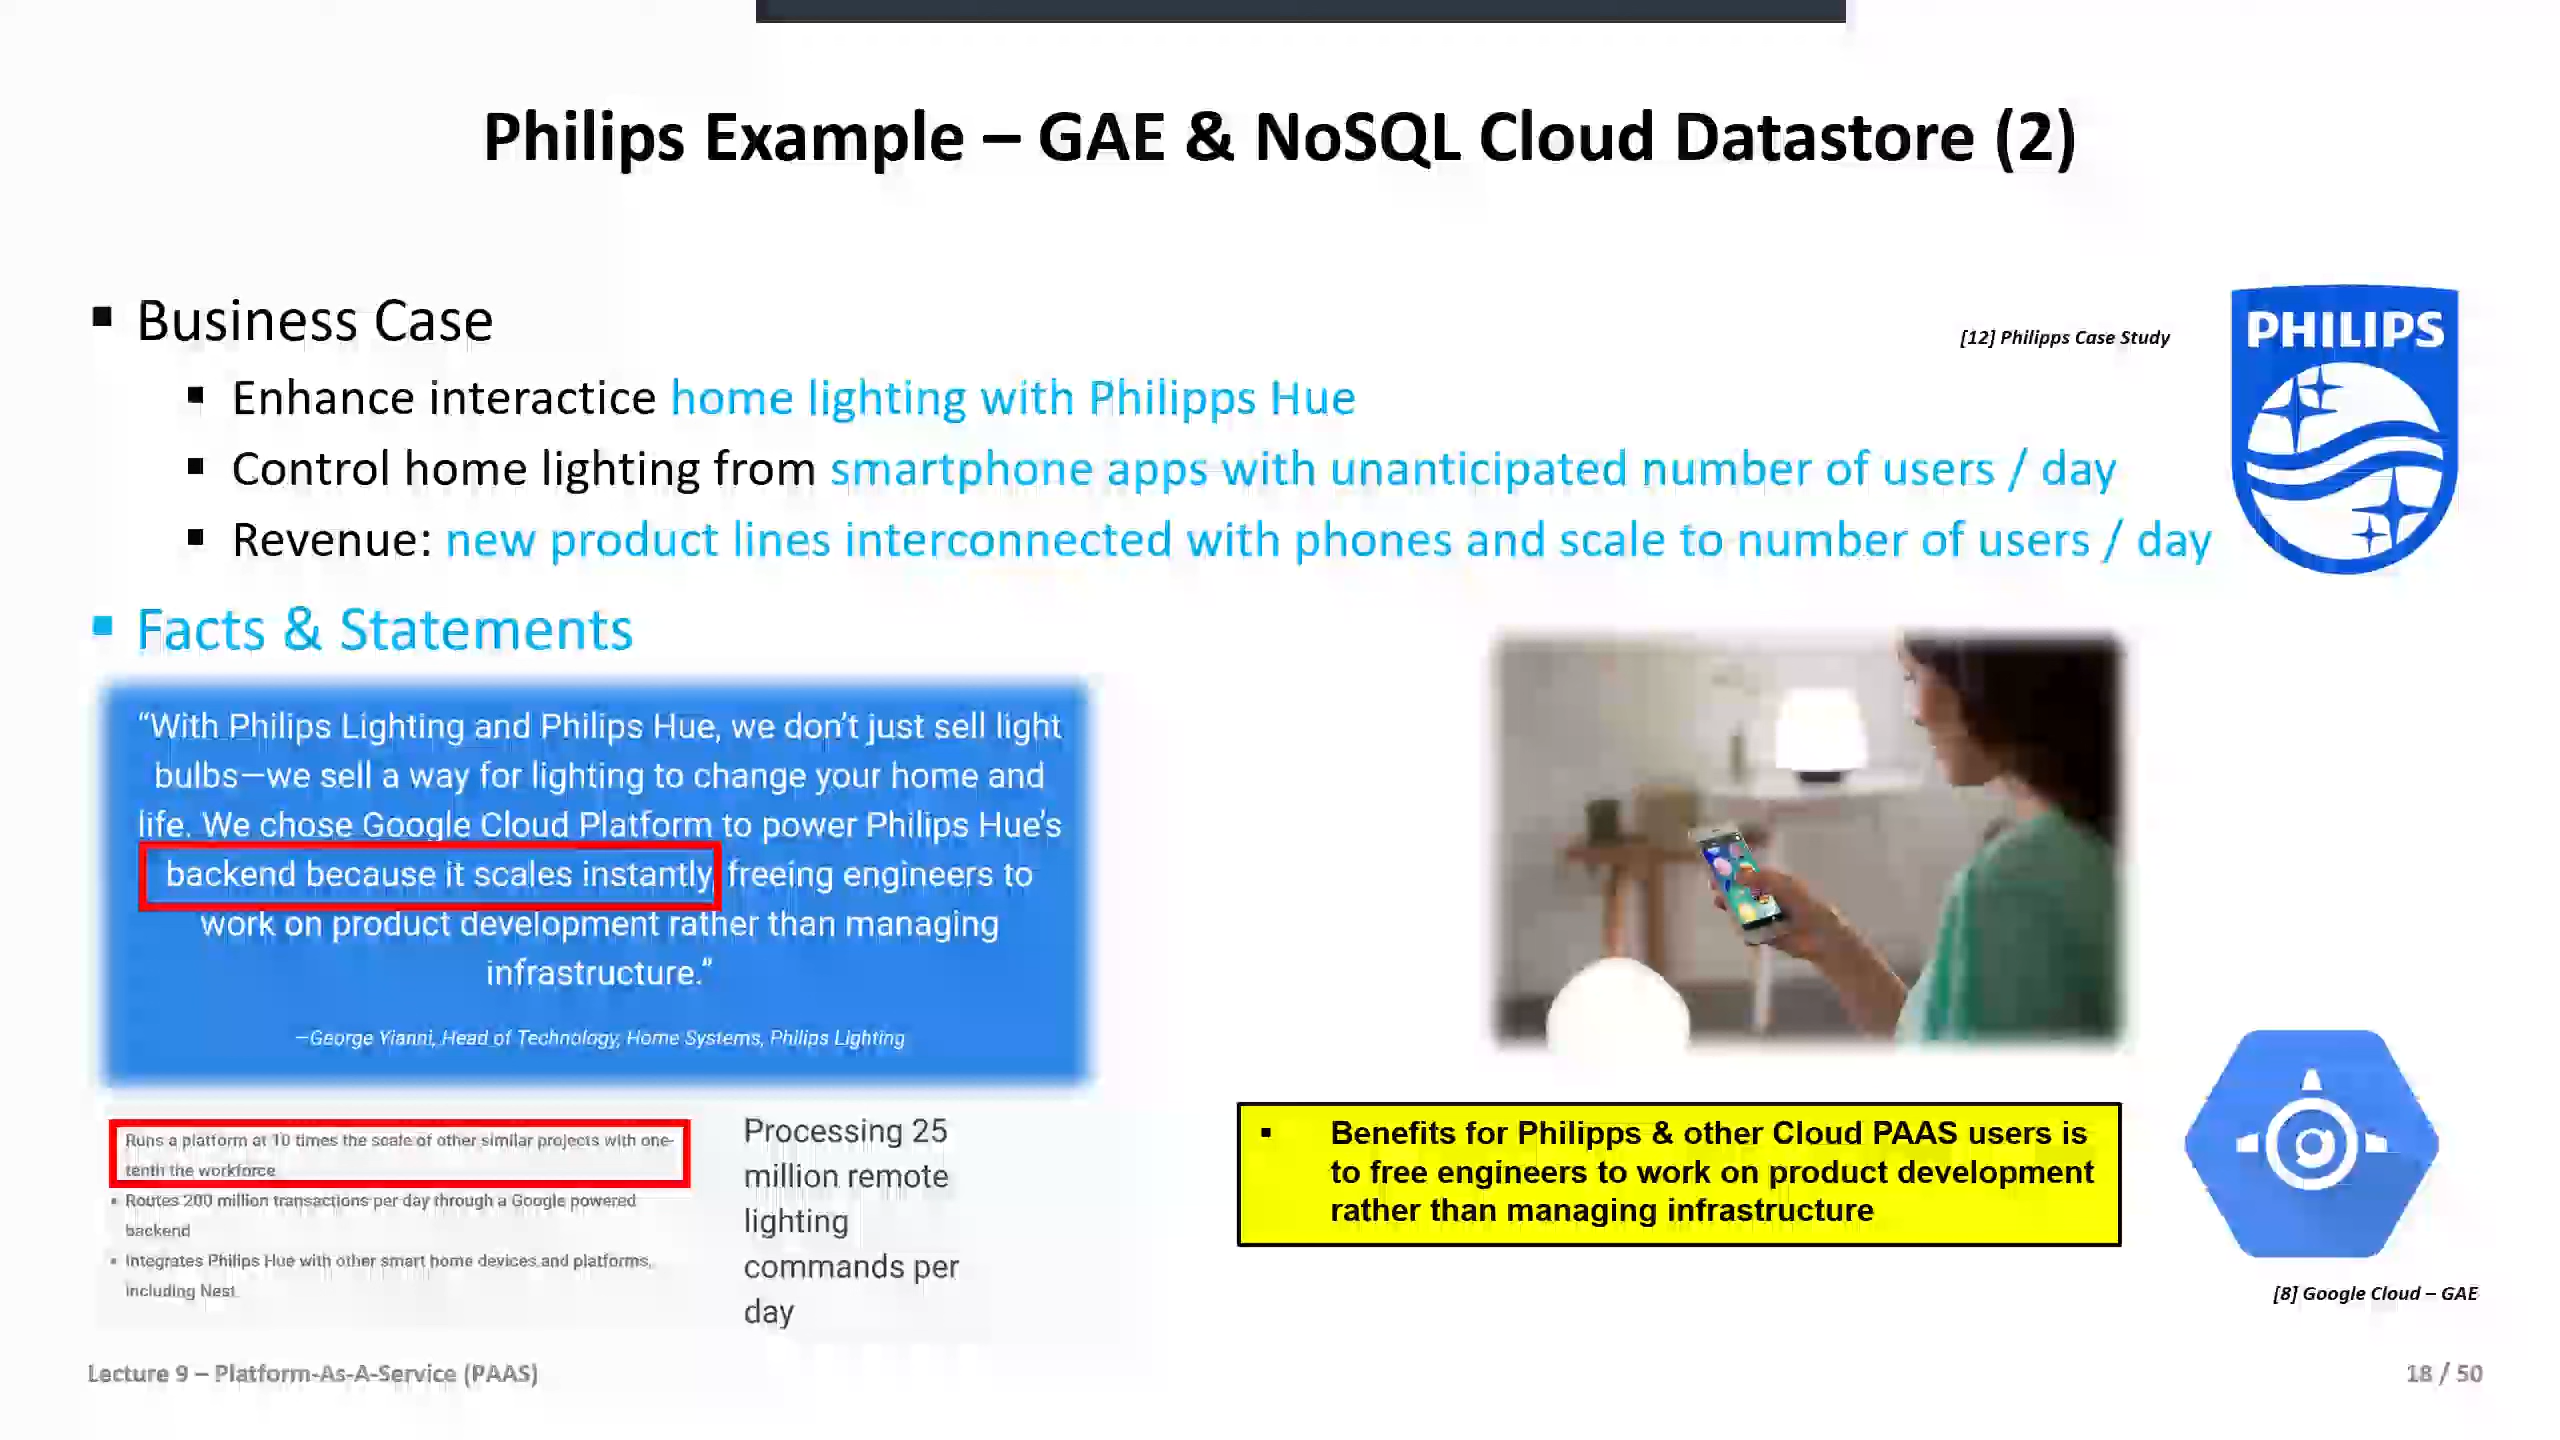 Philips Example – GAE & NoSQL Cloud Datastore (2)
▪ Business Case
[12] Philipps Case Study
PHILIPS
▪ Enhance interactice home lighting with Philipps Hue
▪ Control home lighting from smartphone apps with unanticipated number of users / day
▪ Revenue: new product lines interconnected with phones and scale to number of users / day
▪ Facts & Statements
“With Philips Lighting and Philips Hue, we don’t just sell light
bulbs—we sell a way for lighting to change your home and
life. We chose Google Cloud Platform to power Philips Hue’s
backend because it scales instantly, freeing engineers to
work on product development rather than managing
infrastructure.”
—George Yianni, Head of Technology, Home Systems, Philips Lighting
Runs a platform at 10 times the scale of other similar projects with one-
tenth the workforce
• Routes 200 million transactions per day through a Google powered
backend
• Integrates Philips Hue with other smart home devices and platforms,
including Nest
Processing 25
million remote
lighting
commands per
day
▪ Benefits for Philipps & other Cloud PAAS users is
to free engineers to work on product development
rather than managing infrastructure
[8] Google Cloud – GAE
Lecture 9 – Platform-As-A-Service (PAAS)
18 / 50